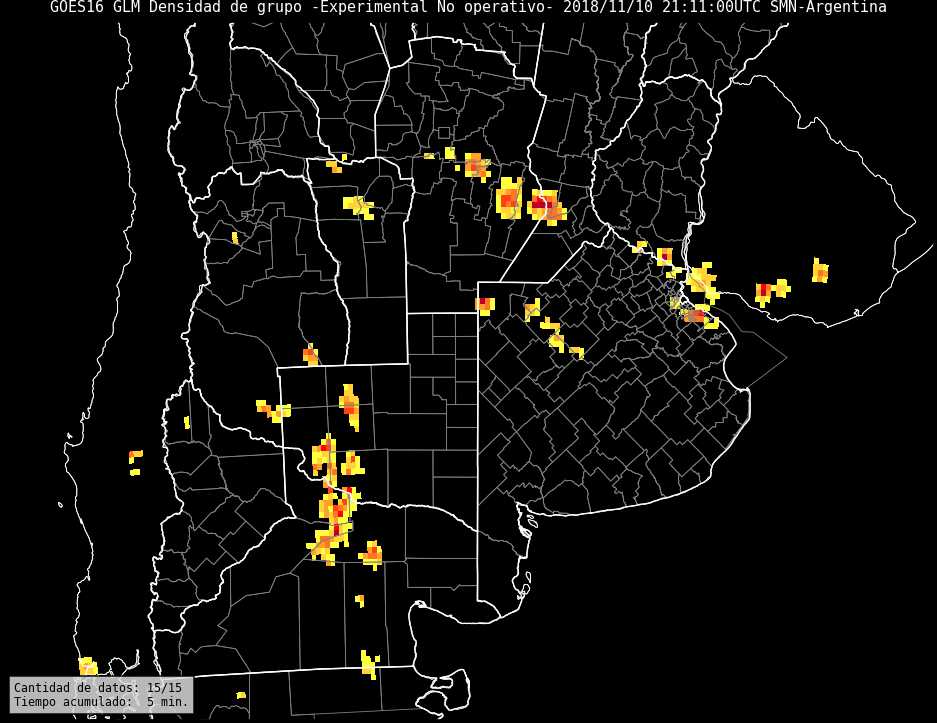 GOES16 GLM Densidad de grupo -Experimental No operativo- 2018/11/10 21:11:00UTC SMN-Argentina
Cantidad de datos: 15/15
Tiempo acumulado:  5 min.